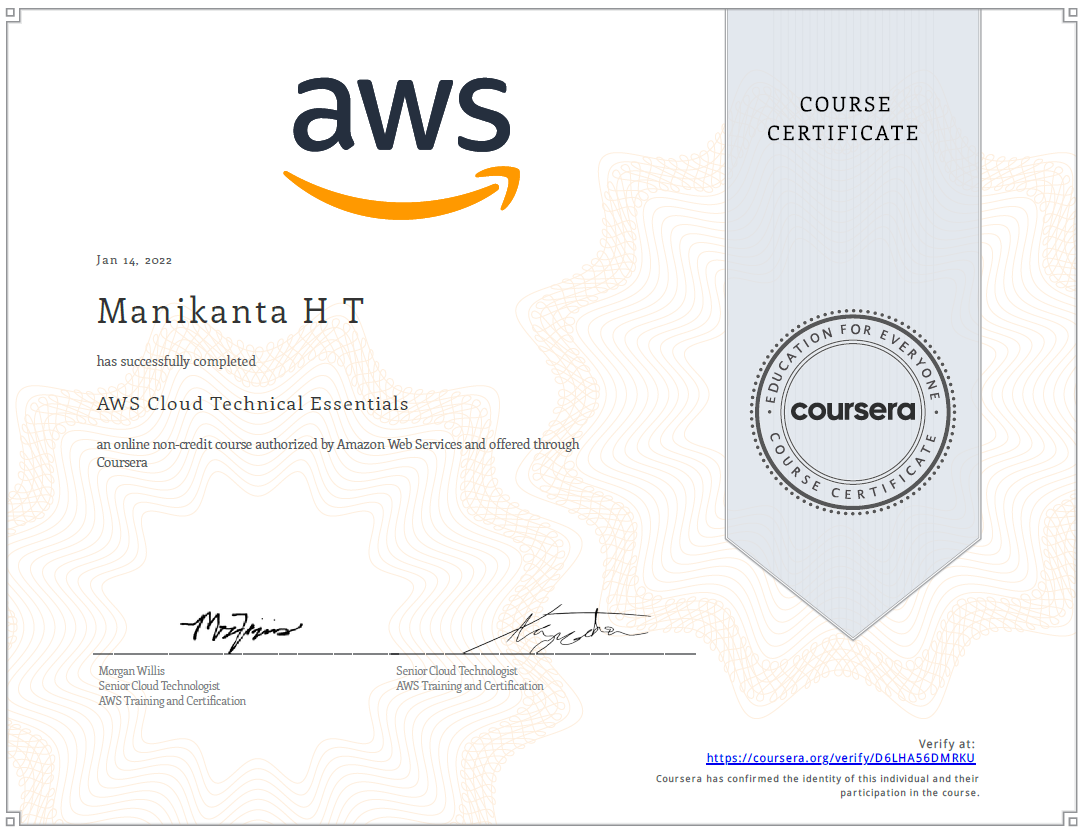 aws
COURSE
CERTIFICATE
Jan 14, 2022
Manikanta H T
has successfully completed
AWS Cloud Technical Essentials
an online non-credit course authorized by Amazon Web Services and offered through
Coursera
EDUCATION FOR EVERYONE
coursera
COURSE CERTIFICATE
Morgan Willis
Senior Cloud Technologist
AWS Training and Certification
Senior Cloud Technologist
AWS Training and Certification
Verify at:
https://coursera.org/verify/D6LHA56DMRKU
Coursera has confirmed the identity of this individual and their
participation in the course.